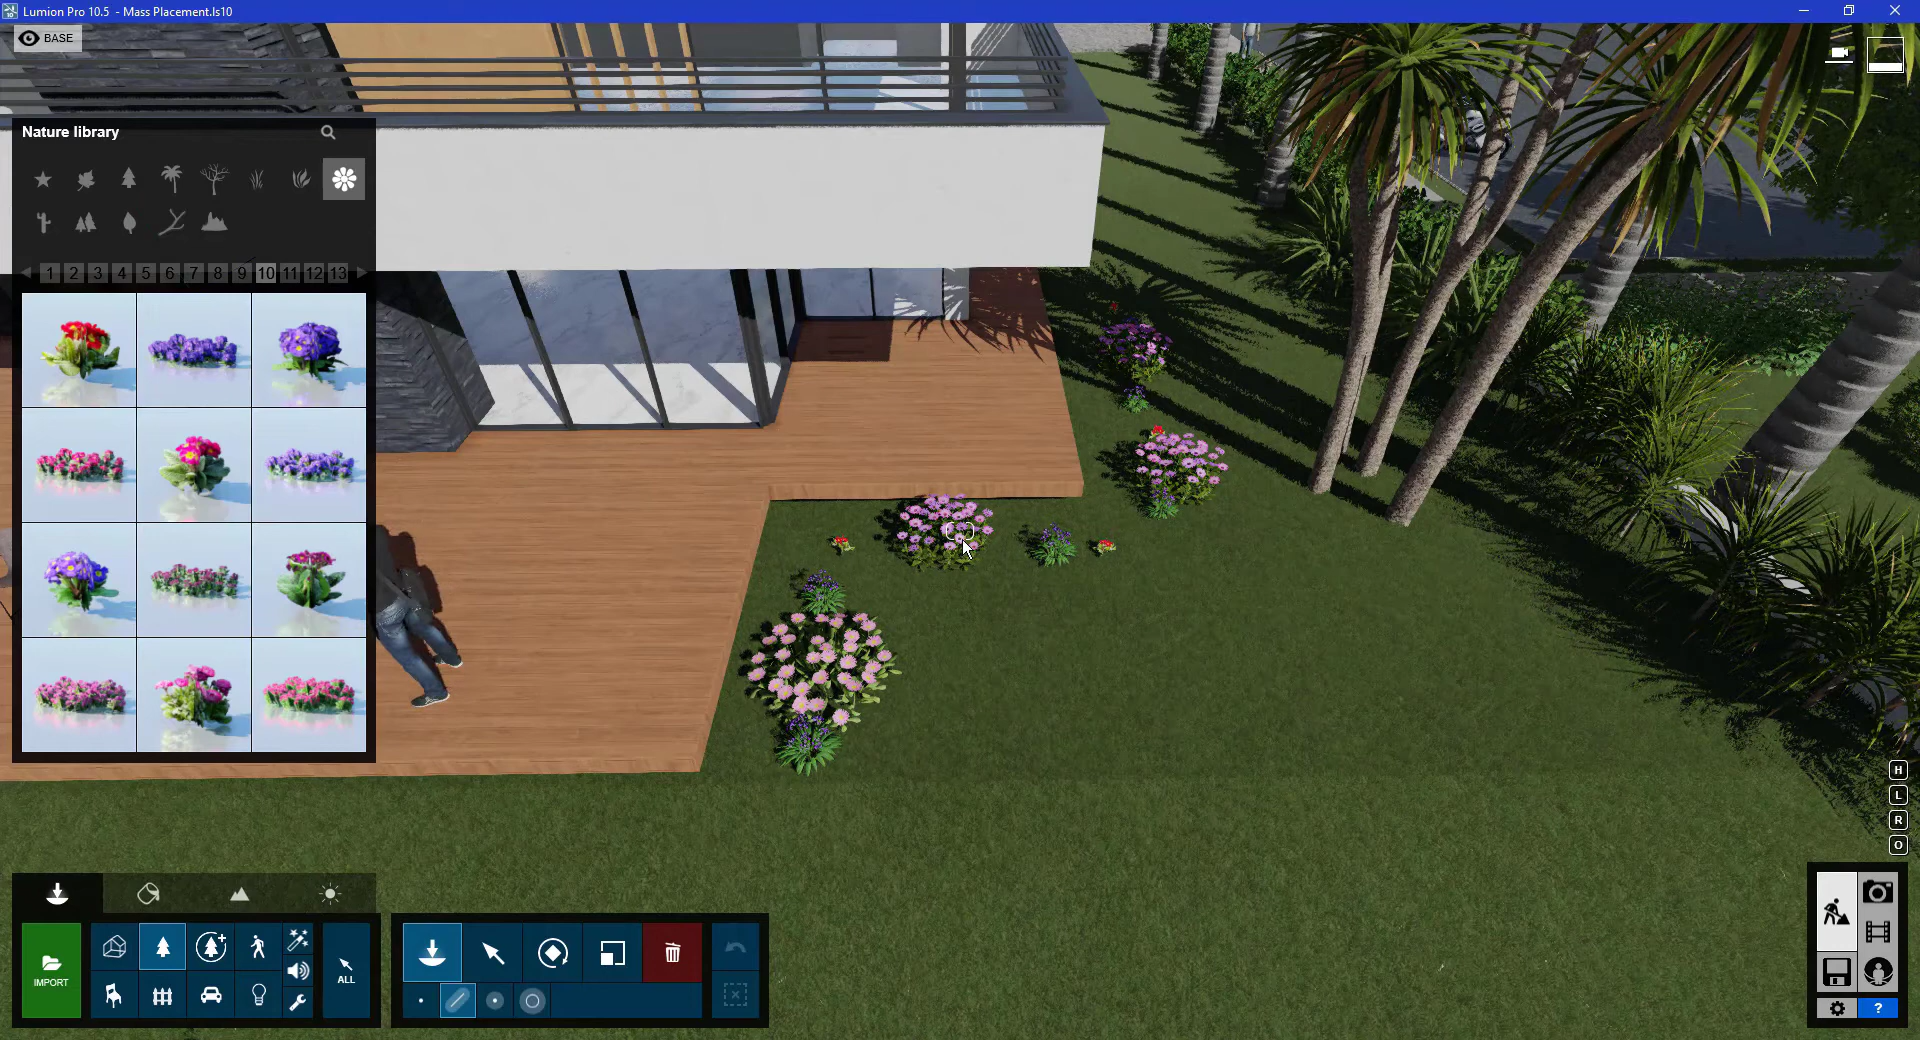 Lumion Pro 10.5 - Mass Placement.ls10
BASE
Nature library
1 2 3 4 5 6 7 8 9 10 11 12 13
H
L
R
O
IMPORT
ALL
?